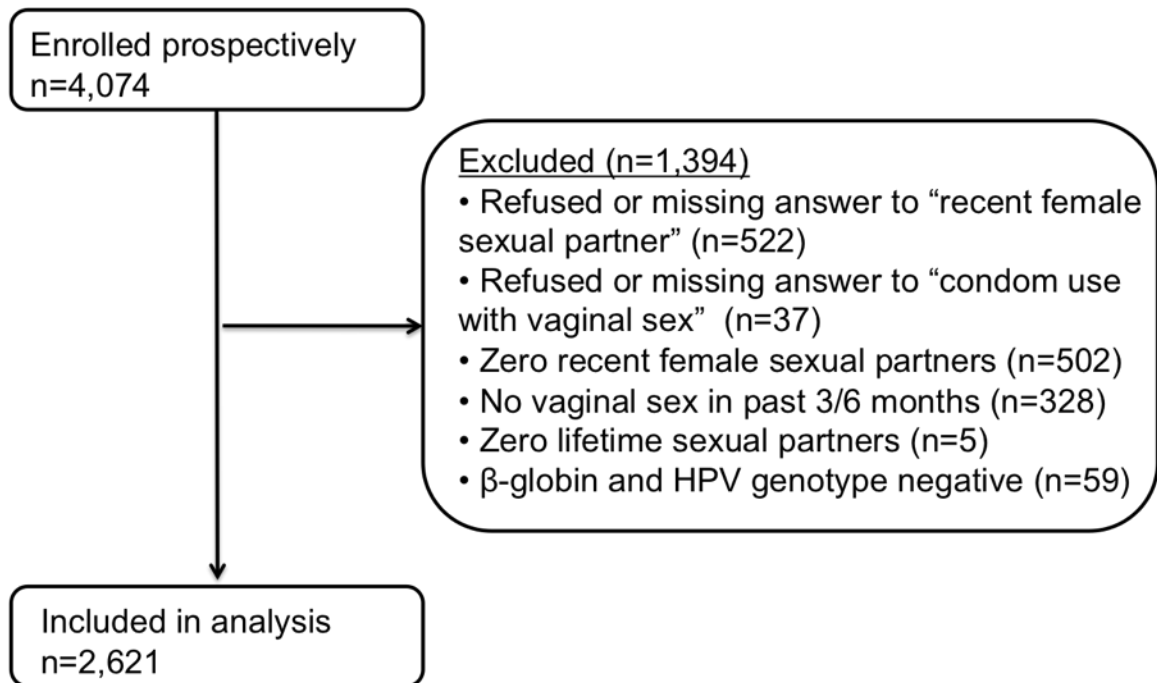 Enrolled prospectively
n=4,074
Excluded (n=1,394)
• Refused or missing answer to “recent female
sexual partner” (n=522)
• Refused or missing answer to “condom use
with vaginal sex”  (n=37)
• Zero recent female sexual partners (n=502)
• No vaginal sex in past 3/6 months (n=328)
• Zero lifetime sexual partners (n=5)
• β-globin and HPV genotype negative (n=59)
Included in analysis
n=2,621